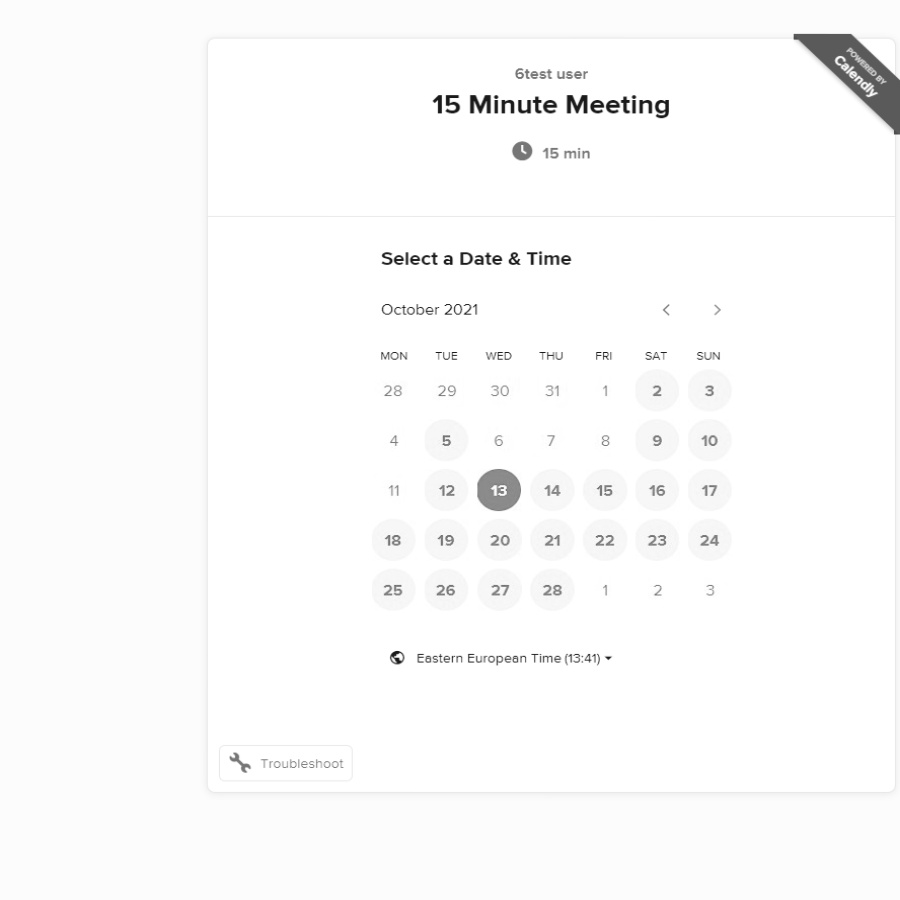 6test user
15 Minute Meeting
15 min
POWERED BY
Calendly
Select a Date & Time
October 2021
MON TUE WED THU FRI SAT SUN
28 29 30 31 1 2 3
4 5 6 7 8 9 10
11 12 13 14 15 16 17
18 19 20 21 22 23 24
25 26 27 28 1 2 3
Eastern European Time (13:41)
Troubleshoot